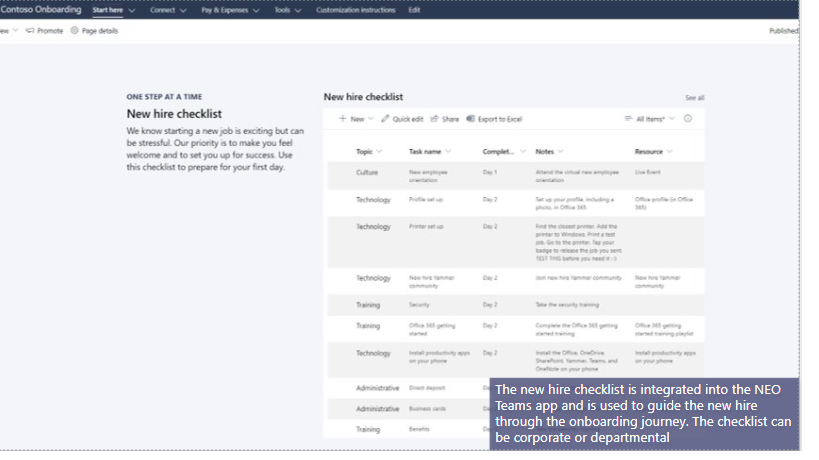 Contoso Onboarding Start here Connect Pay & Expenses Tools Customization instructions Edit
ew Promote Page details Published
ONE STEP AT A TIME
New hire checklist
We know starting a new job is exciting but can
be stressful. Our priority is to make you feel
welcome and to set you up for success. Use
this checklist to prepare for your first day.
New hire checklist See all
New Quick edit Share Export to Excel All Items*
Topic Task name Complet... Notes Resource
Culture New employee Day 1 Attend the virtual new employee Live Event
orientation orientation
Technology Profile set up Day 2 Set up your profile, including a Office profile (in Office
photo, in Office 365 365)
Technology Printer set up Day 2 Find the closest printer. Add the
printer to Windows. Print a test
job. Go to the printer. Tap your
badge to release the job you sent.
TEST THIS before you need it :-)
Technology New hire Yammer Day 2 Join new hire Yammer community New hire Yammer
community community
Training Security Day 2 Take the security training
Training Office 365 getting Day 2 Complete the Office 365 getting Office 365 getting
started started training started training playlist
Technology Install productivity apps Day 2 Install the Office, OneDrive, Install productivity apps
on your phone SharePoint, Yammer, Teams, and on your phone
OneNote on your phone
Administrative Direct deposit
Administrative Business cards
Training Benefits
The new hire checklist is integrated into the NEO
Teams app and is used to guide the new hire
through the onboarding journey. The checklist can
be corporate or departmental